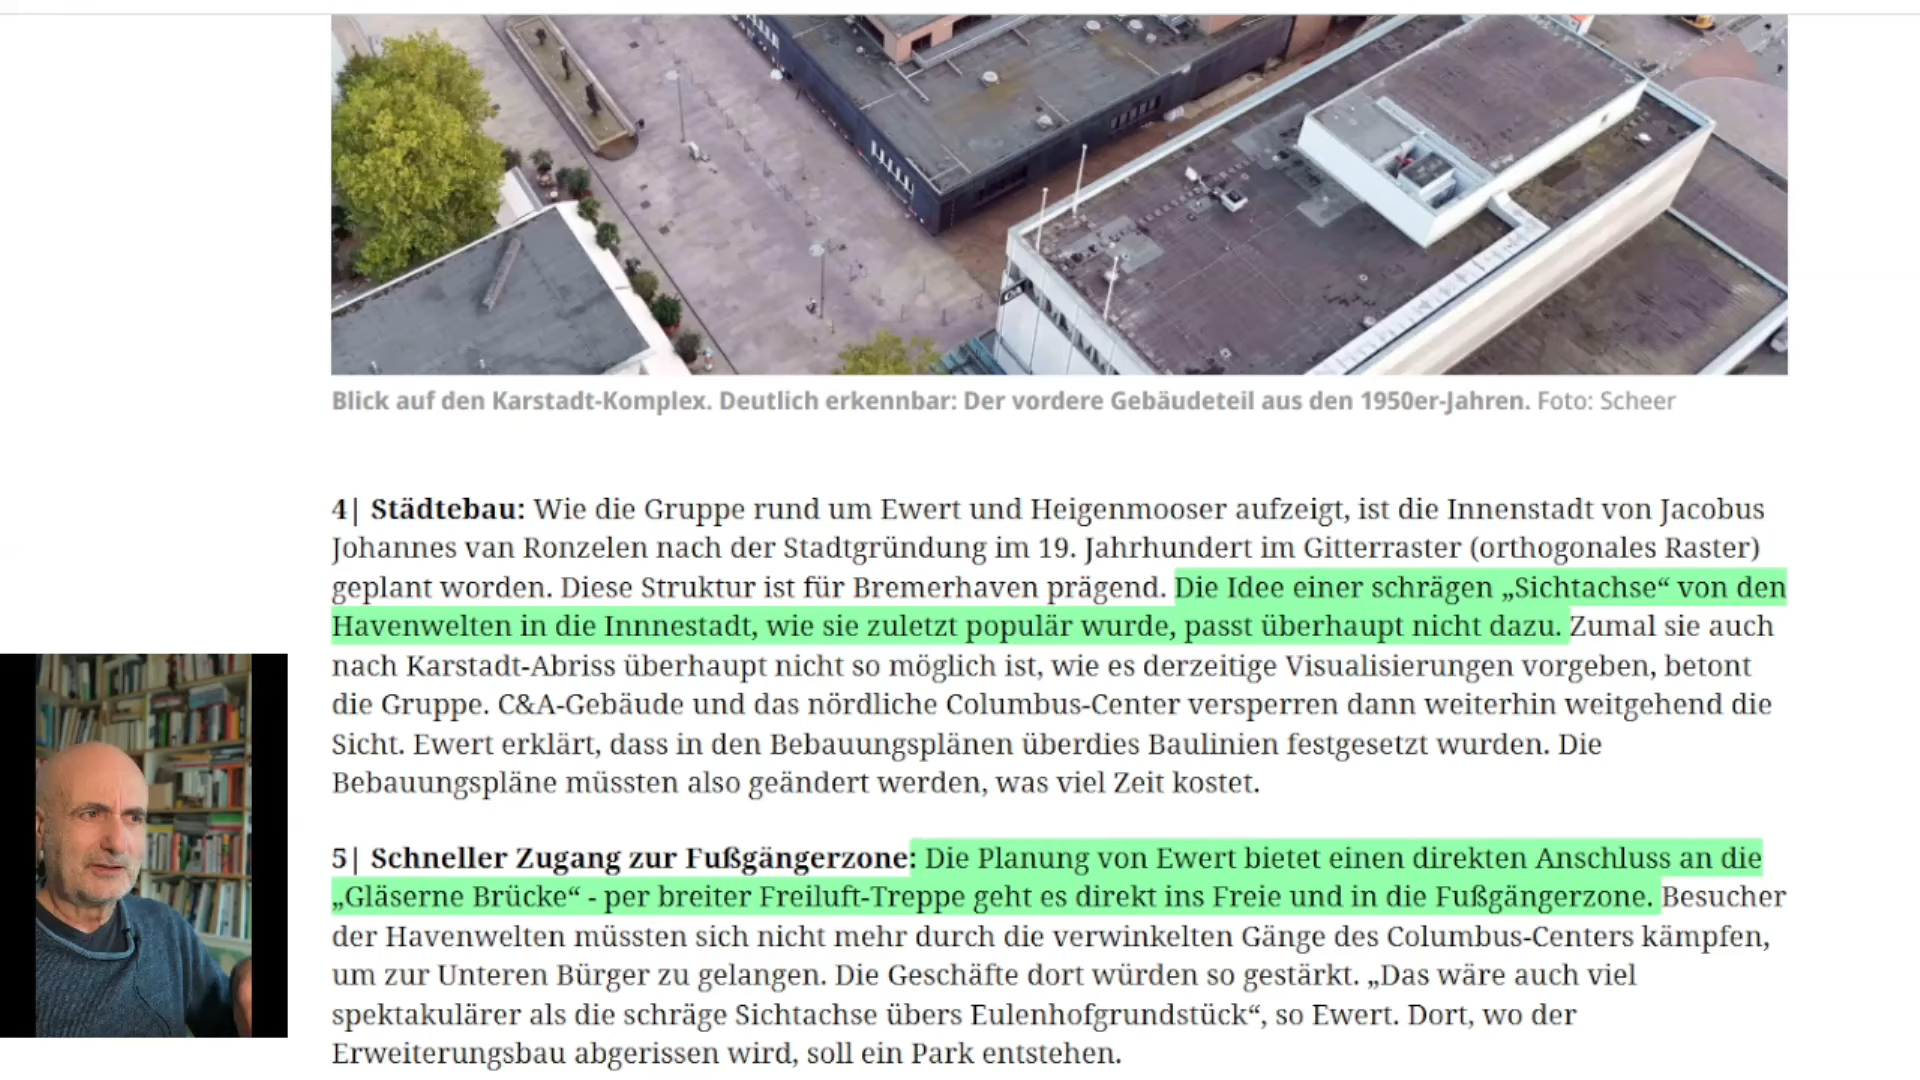 C&A
Blick auf den Karstadt-Komplex. Deutlich erkennbar: Der vordere Gebäudeteil aus den 1950er-Jahren. Foto: Scheer
4| Städtebau: Wie die Gruppe rund um Ewert und Heigenmooser aufzeigt, ist die Innenstadt von Jacobus
Johannes van Ronzelen nach der Stadtgründung im 19. Jahrhundert im Gitterraster (orthogonales Raster)
geplant worden. Diese Struktur ist für Bremerhaven prägend. Die Idee einer schrägen „Sichtachse“ von den
Havenwelten in die Innnestadt, wie sie zuletzt populär wurde, passt überhaupt nicht dazu. Zumal sie auch
nach Karstadt-Abriss überhaupt nicht so möglich ist, wie es derzeitige Visualisierungen vorgeben, betont
die Gruppe. C&A-Gebäude und das nördliche Columbus-Center versperren dann weiterhin weitgehend die
Sicht. Ewert erklärt, dass in den Bebauungsplänen überdies Baulinien festgesetzt wurden. Die
Bebauungspläne müssten also geändert werden, was viel Zeit kostet.
5| Schneller Zugang zur Fußgängerzone: Die Planung von Ewert bietet einen direkten Anschluss an die
„Gläserne Brücke“ - per breiter Freiluft-Treppe geht es direkt ins Freie und in die Fußgängerzone. Besucher
der Havenwelten müssten sich nicht mehr durch die verwinkelten Gänge des Columbus-Centers kämpfen,
um zur Unteren Bürger zu gelangen. Die Geschäfte dort würden so gestärkt. „Das wäre auch viel
spektakulärer als die schräge Sichtachse übers Eulenhofgrundstück“, so Ewert. Dort, wo der
Erweiterungsbau abgerissen wird, soll ein Park entstehen.